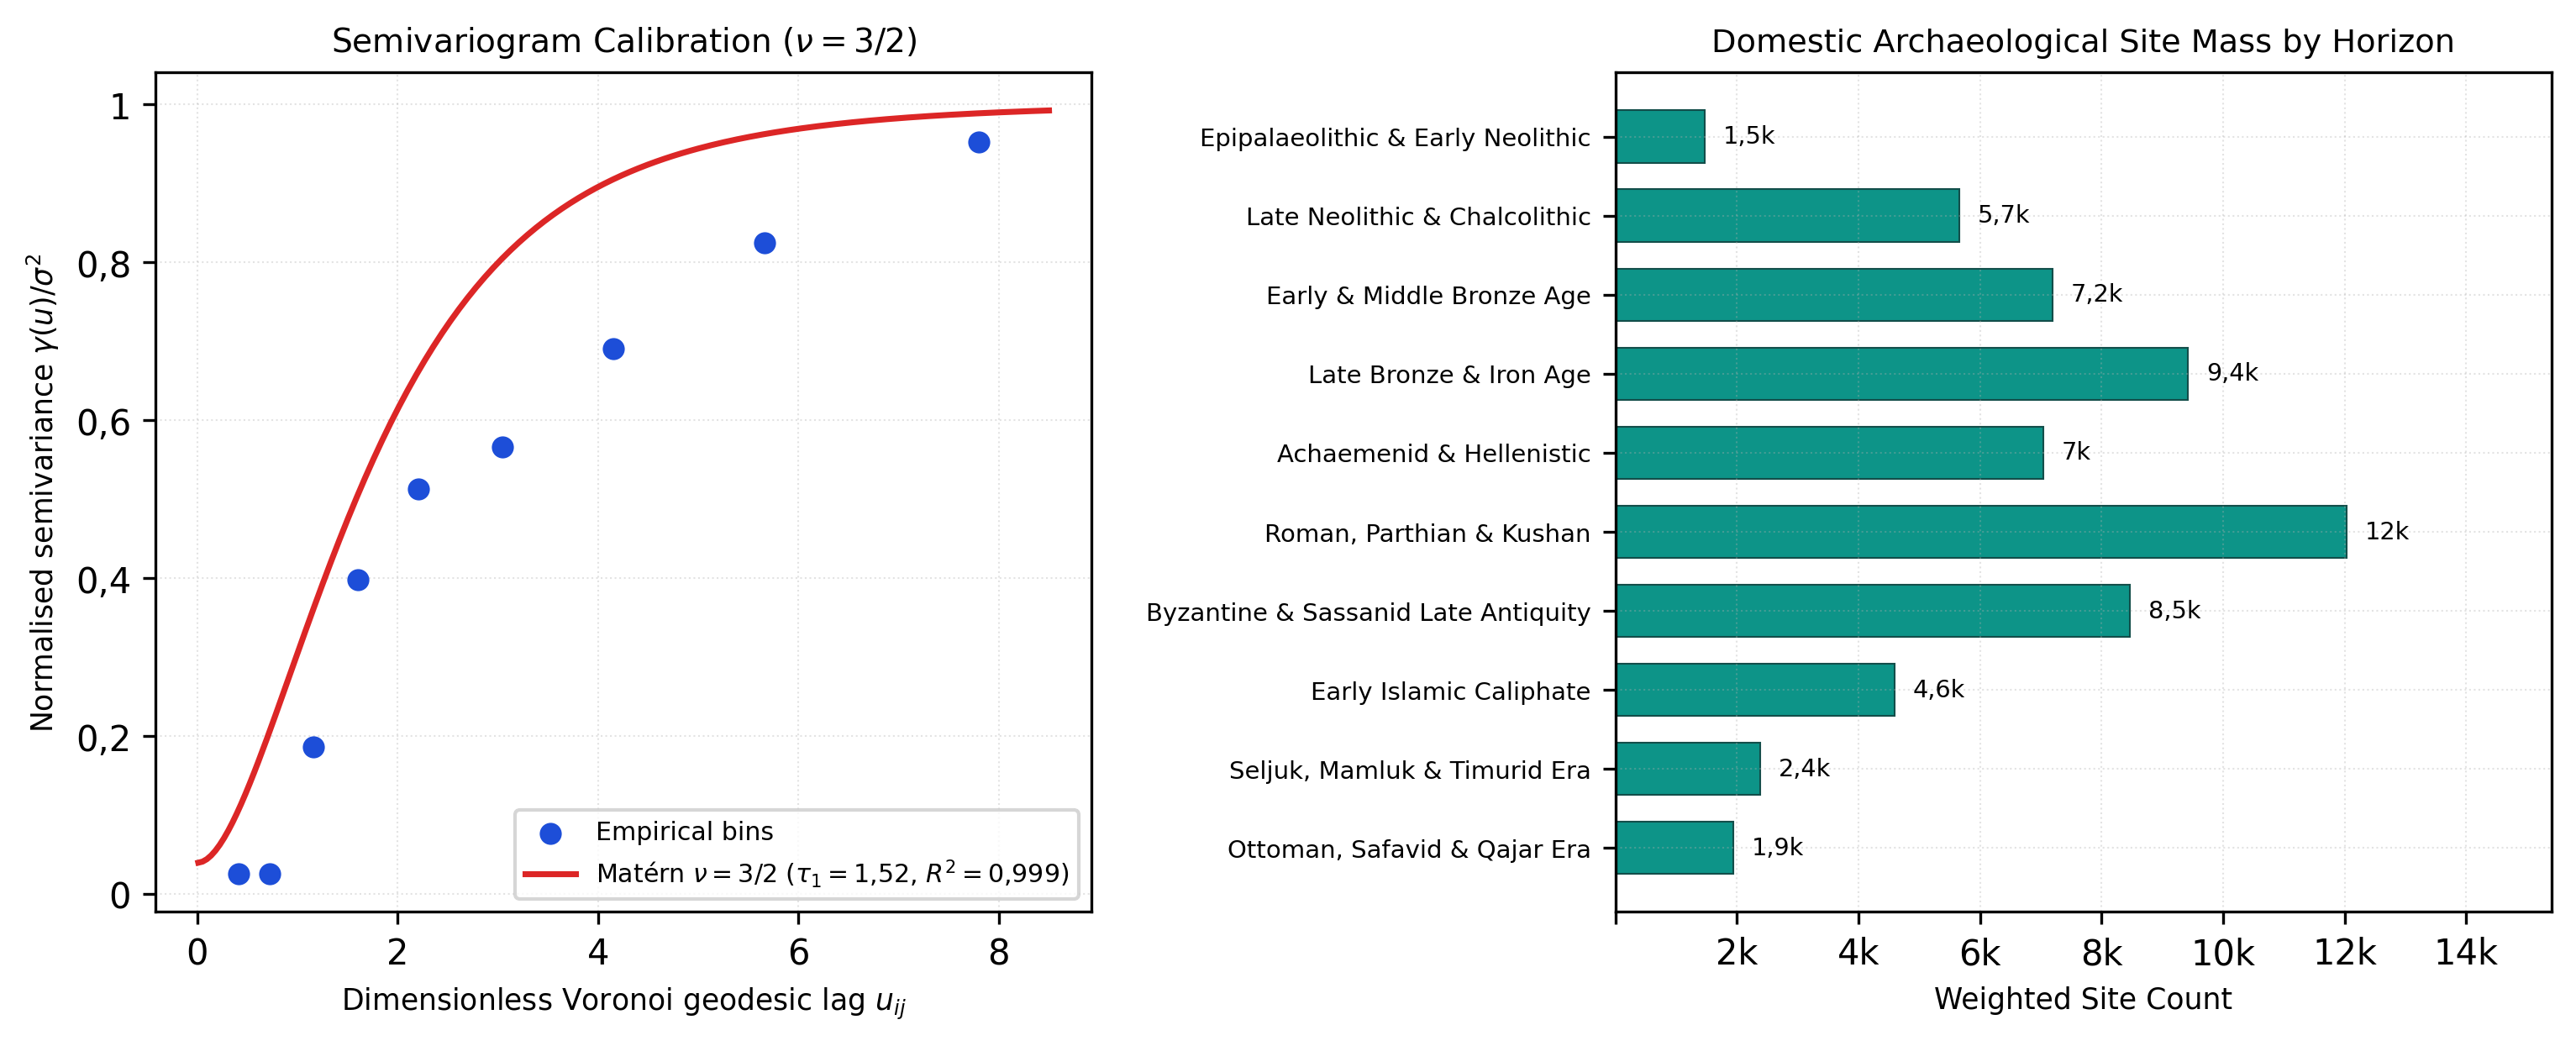 Semivariogram Calibration (ν = 3/2)
Normalised semivariance γ(u)/σ²
1
0,8
0,6
0,4
0,2
0
0 2 4 6 8
Dimensionless Voronoi geodesic lag uᵢⱼ
Empirical bins
Matérn ν = 3/2 (τ₁ = 1,52, R² = 0,999)
Domestic Archaeological Site Mass by Horizon
Epipalaeolithic & Early Neolithic 1,5k
Late Neolithic & Chalcolithic 5,7k
Early & Middle Bronze Age 7,2k
Late Bronze & Iron Age 9,4k
Achaemenid & Hellenistic 7k
Roman, Parthian & Kushan 12k
Byzantine & Sassanid Late Antiquity 8,5k
Early Islamic Caliphate 4,6k
Seljuk, Mamluk & Timurid Era 2,4k
Ottoman, Safavid & Qajar Era 1,9k
2k 4k 6k 8k 10k 12k 14k
Weighted Site Count